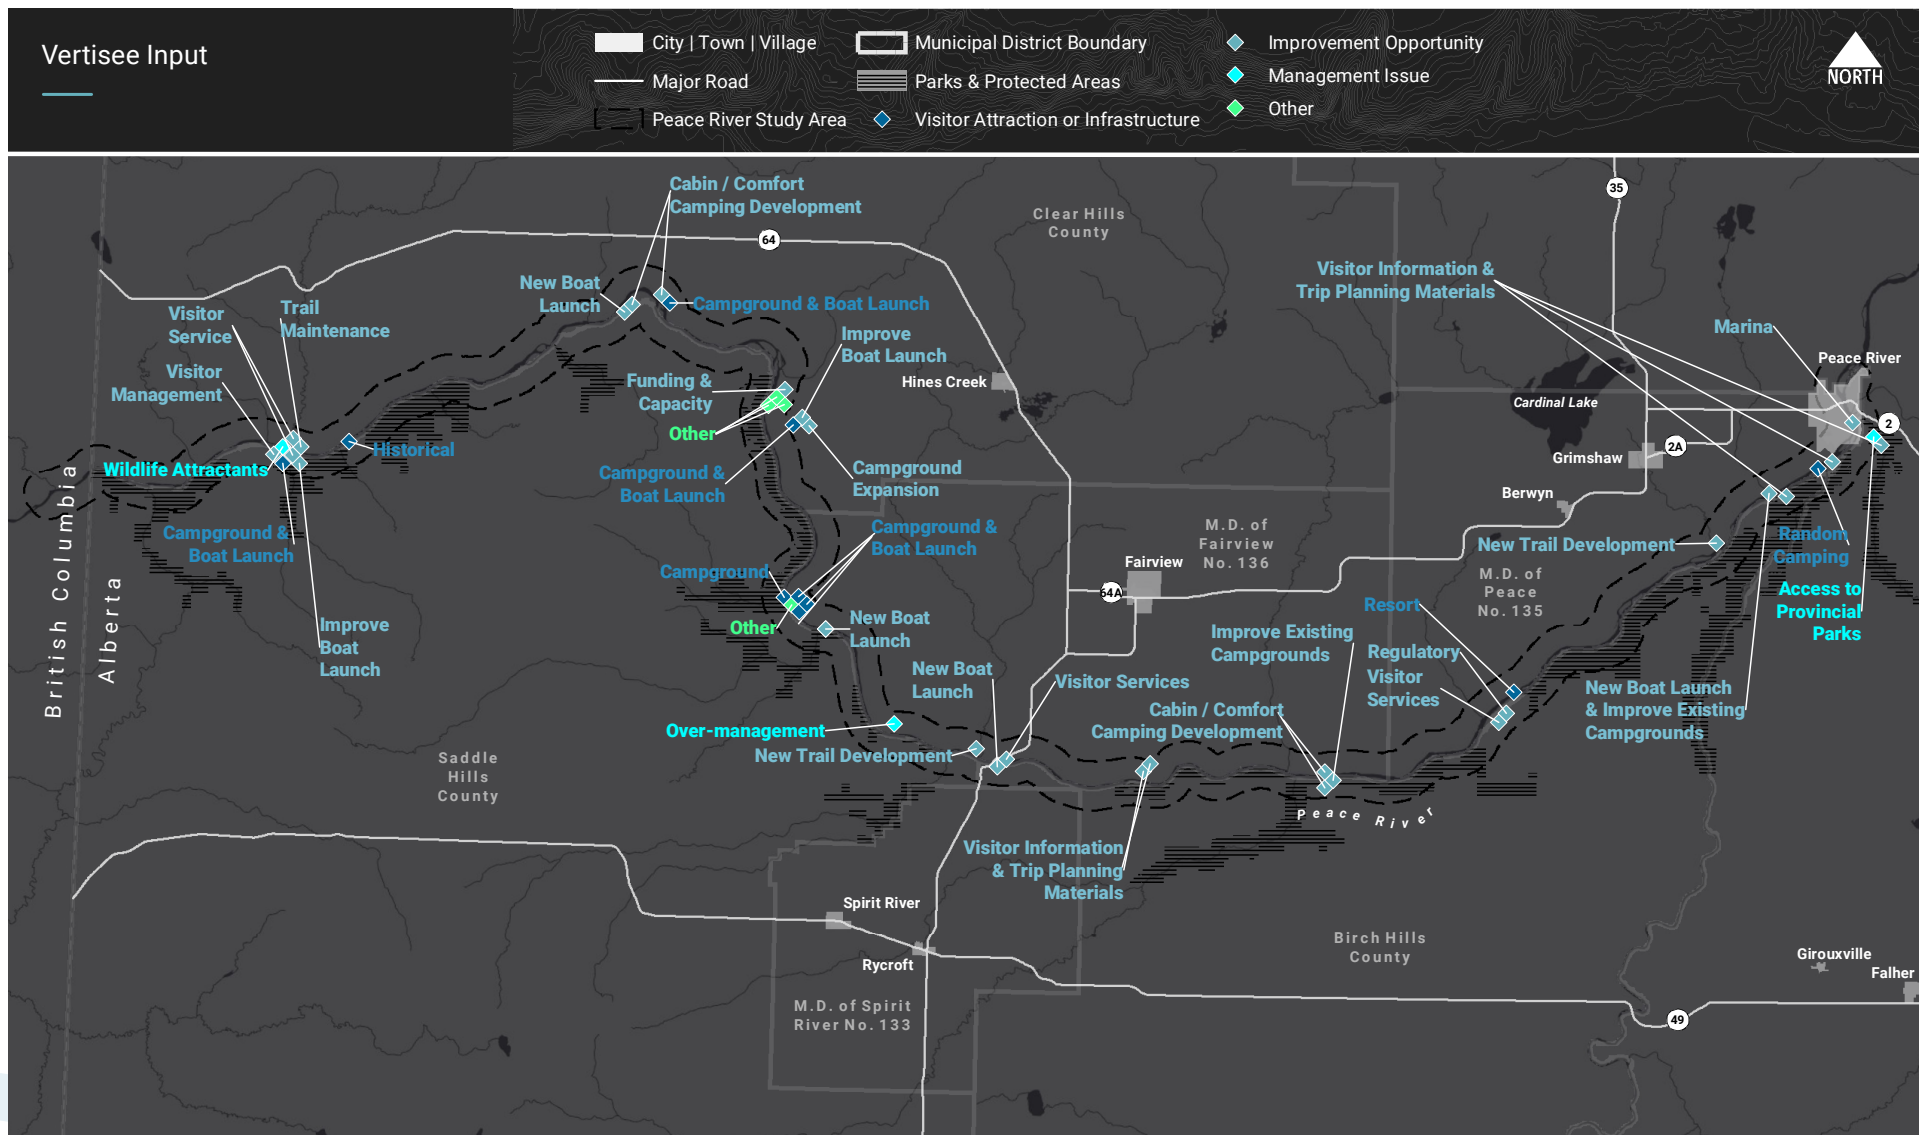 Vertisee Input
City | Town | Village
Major Road
Peace River Study Area
Municipal District Boundary
Parks & Protected Areas
Visitor Attraction or Infrastructure
Improvement Opportunity
Management Issue
Other
NORTH
35
Cabin / Comfort
Camping Development
Clear Hills
County
64
Visitor Information &
Trip Planning Materials
New Boat
Launch
Campground & Boat Launch
Trail
Maintenance
Visitor
Service
Improve
Boat Launch
Marina
Peace River
Visitor
Management
Funding &
Capacity
Hines Creek
Cardinal Lake
2
Other
2A
Historical
Wildlife Attractants
Grimshaw
Campground &
Boat Launch
Campground
Expansion
Berwyn
British Columbia
Alberta
Campground &
Boat Launch
Campground &
Boat Launch
M.D. of
Fairview
No. 136
New Trail Development
Random
Camping
Fairview
64A
Campground
M.D. of
Peace
No. 135
Access to
Provincial
Parks
Resort
Other
New Boat
Launch
Improve
Boat
Launch
Improve Existing
Campgrounds
Regulatory
Visitor
Services
New Boat
Launch
Visitor Services
New Boat Launch
& Improve Existing
Campgrounds
Cabin / Comfort
Camping Development
Over-management
New Trail Development
Saddle
Hills
County
Peace River
Visitor Information
& Trip Planning
Materials
Spirit River
Rycroft
Birch Hills
County
Girouxville
Falher
M.D. of Spirit
River No. 133
49